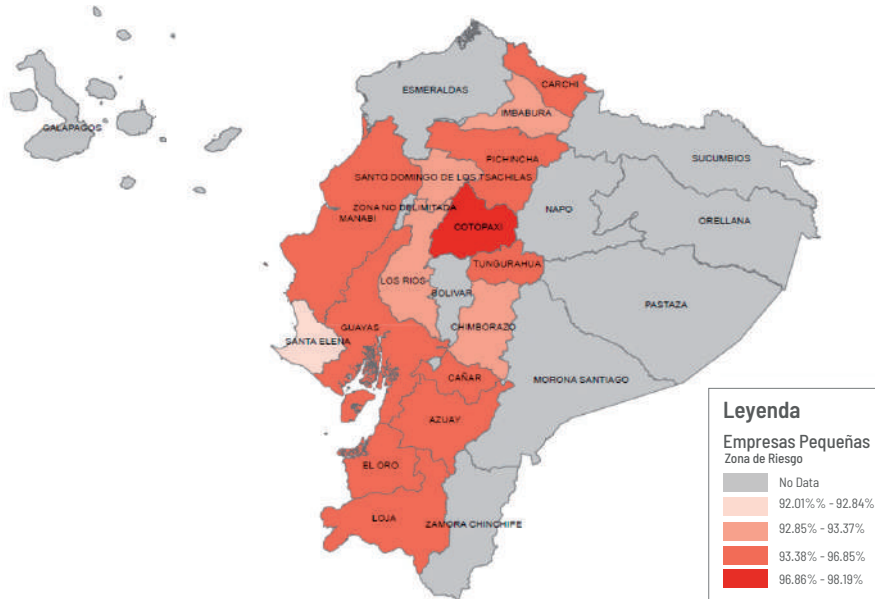 CARCHI
ESMERALDAS
IMBABURA
GALAPAGOS
PICHINCHA
SUCUMBIOS
SANTO DOMINGO DE LOS TSACHILAS
ZONA NO DELIMITADA
NAPO
MANABI
ORELLANA
COTOPAXI
TUNGURAHUA
LOS RIOS
BOLIVAR
PASTAZA
GUAYAS
CHIMBORAZO
SANTA ELENA
CAÑAR
MORONA SANTIAGO
AZUAY
EL ORO
LOJA
ZAMORA CHINCHIPE
Leyenda
Empresas Pequeñas
Zona de Riesgo
No Data
92.01%% - 92.84%
92.85% - 93.37%
93.38% - 96.85%
96.86% - 98.19%